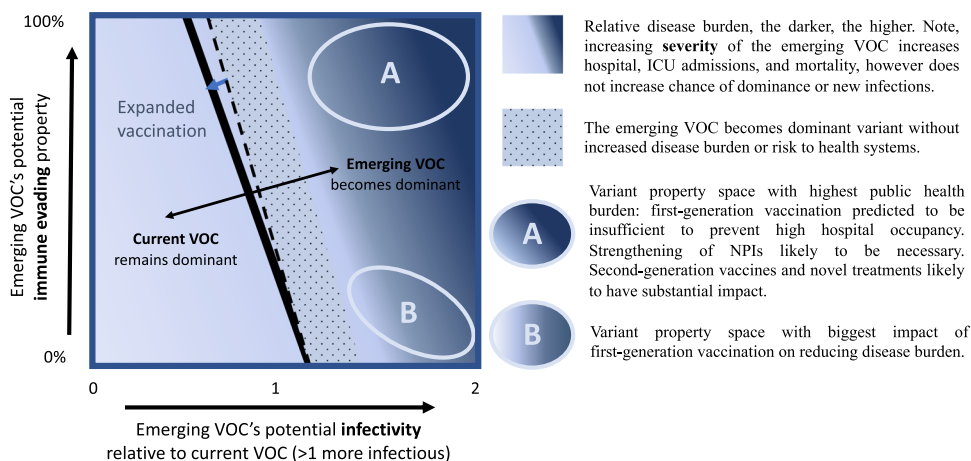 100%
0%
Emerging VOC's potential
immune evading property
Expanded
vaccination
A
Emerging VOC
becomes dominant
Current VOC
remains dominant
B
0
1
2
Emerging VOC's potential infectivity
relative to current VOC (>1 more infectious)
Relative disease burden, the darker, the higher. Note,
increasing severity of the emerging VOC increases
hospital, ICU admissions, and mortality, however does
not increase chance of dominance or new infections.
The emerging VOC becomes dominant variant without
increased disease burden or risk to health systems.
A
Variant property space with highest public health
burden: first-generation vaccination predicted to be
insufficient to prevent high hospital occupancy.
Strengthening of NPIs likely to be necessary.
Second-generation vaccines and novel treatments likely
to have substantial impact.
B
Variant property space with biggest impact of
first-generation vaccination on reducing disease burden.